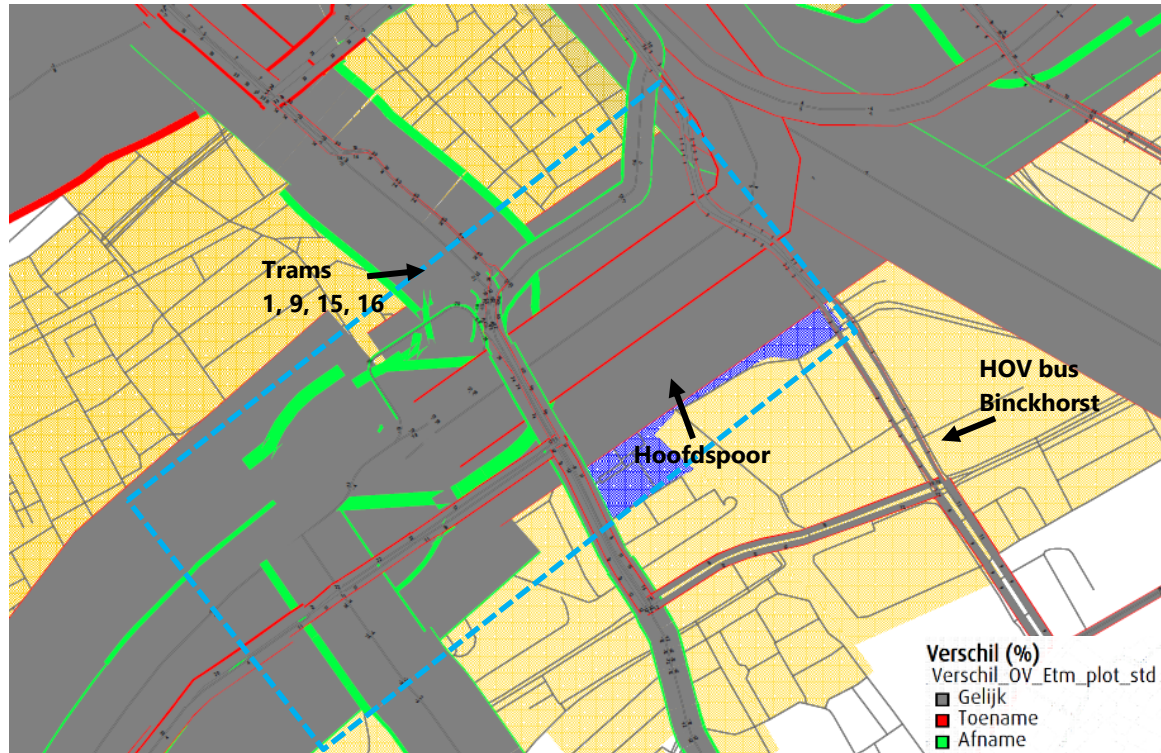 Trams
1, 9, 15, 16
HOV bus
Binckhorst
Hoofdspoor
Verschil (%)
Verschil_OV_Etm_plot_std
Gelijk
Toename
Afname